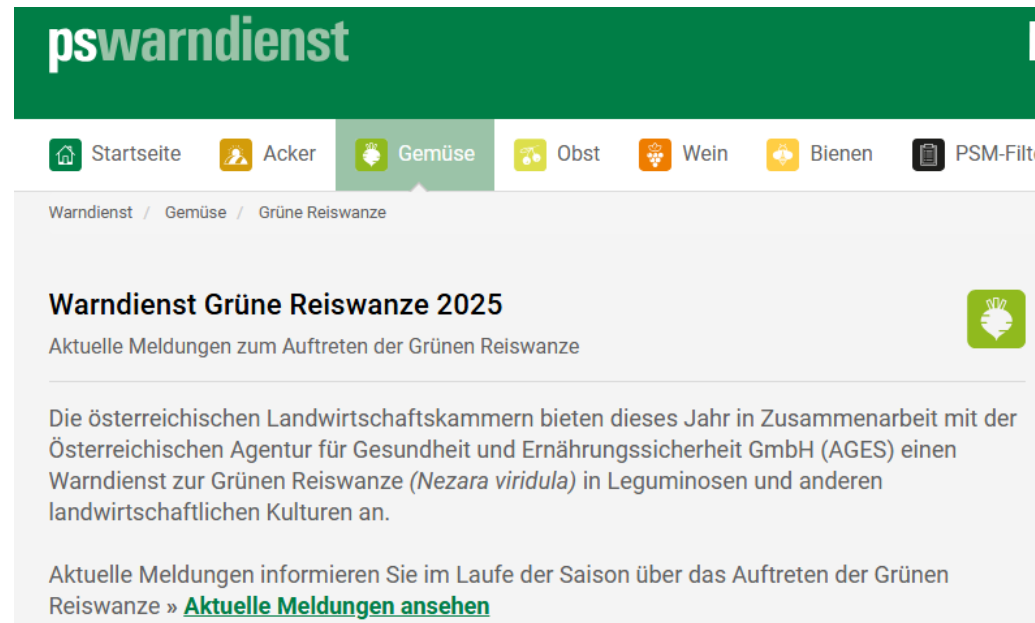 pswarndienst
Startseite Acker Gemüse Obst Wein Bienen PSM-Filt
Warndienst / Gemüse / Grüne Reiswanze
Warndienst Grüne Reiswanze 2025
Aktuelle Meldungen zum Auftreten der Grünen Reiswanze
Die österreichischen Landwirtschaftskammern bieten dieses Jahr in Zusammenarbeit mit der
Österreichischen Agentur für Gesundheit und Ernährungssicherheit GmbH (AGES) einen
Warndienst zur Grünen Reiswanze (Nezara viridula) in Leguminosen und anderen
landwirtschaftlichen Kulturen an.
Aktuelle Meldungen informieren Sie im Laufe der Saison über das Auftreten der Grünen
Reiswanze » Aktuelle Meldungen ansehen